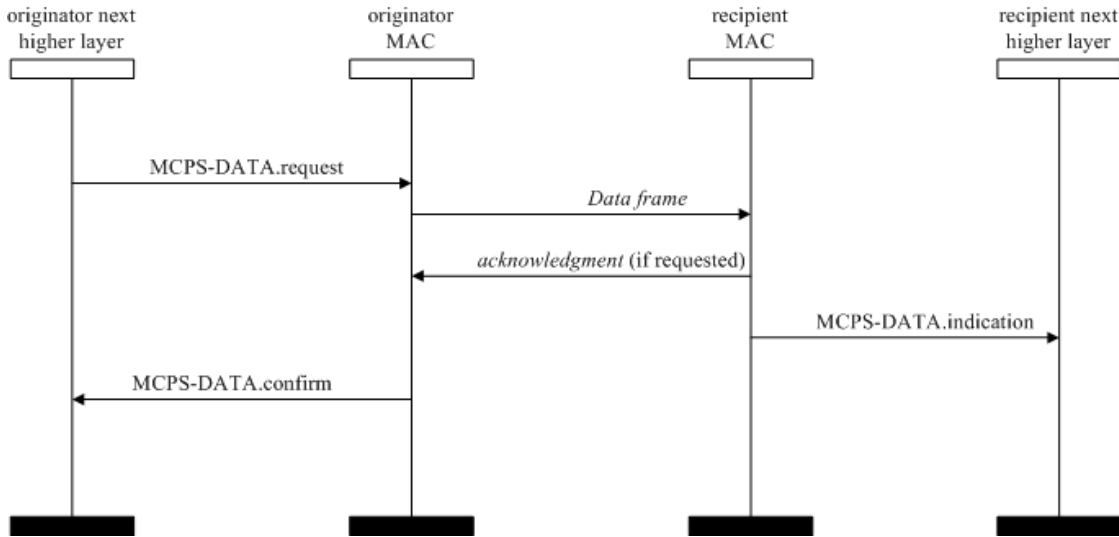 originator next
higher layer
originator
MAC
recipient
MAC
recipient next
higher layer
MCPS-DATA.request
Data frame
acknowledgment (if requested)
MCPS-DATA.indication
MCPS-DATA.confirm